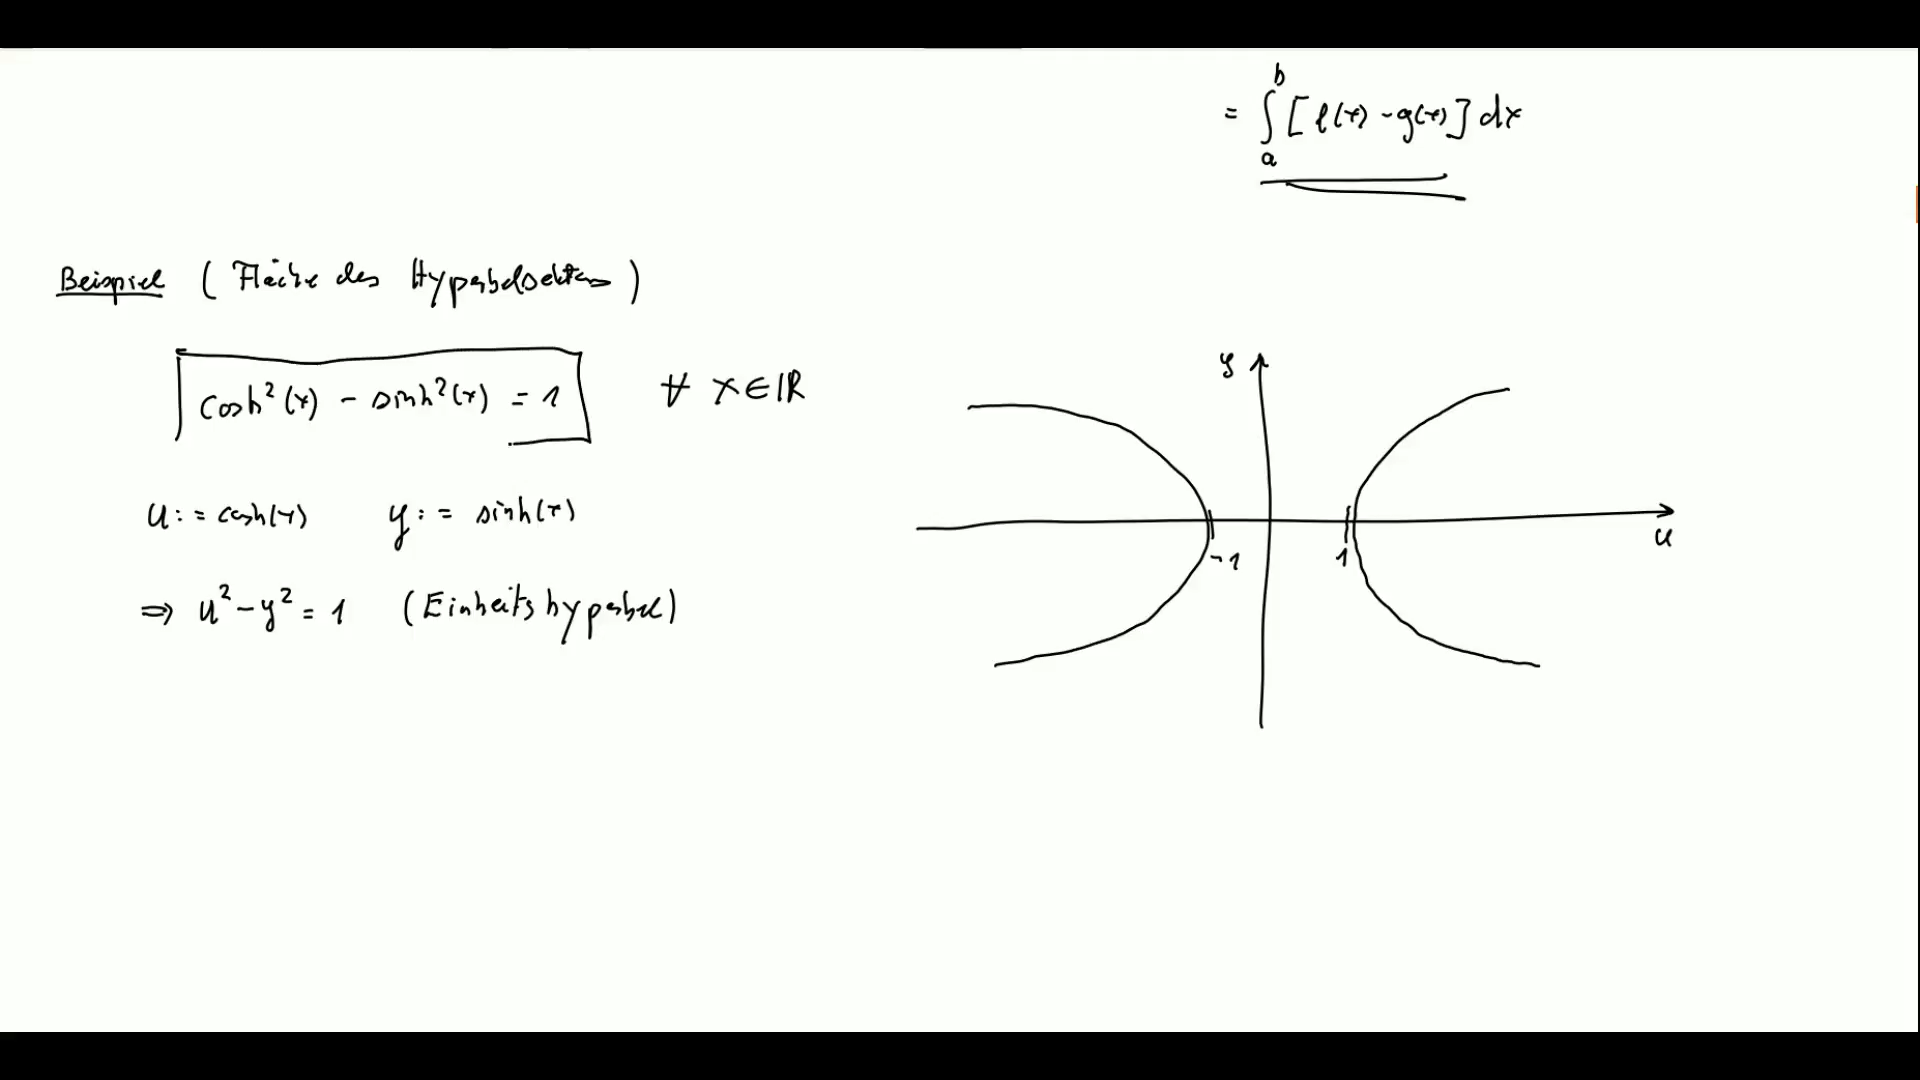 = ∫_a^b [f(x) - g(x)] dx
Beispiel (Fläche des Hyperbelsektors)
cosh²(x) - sinh²(x) = 1 ∀ x ∈ ℝ
u := cosh(x) y := sinh(x)
⇒ u² - y² = 1 (Einheitshyperbel)
y
u
-1 1